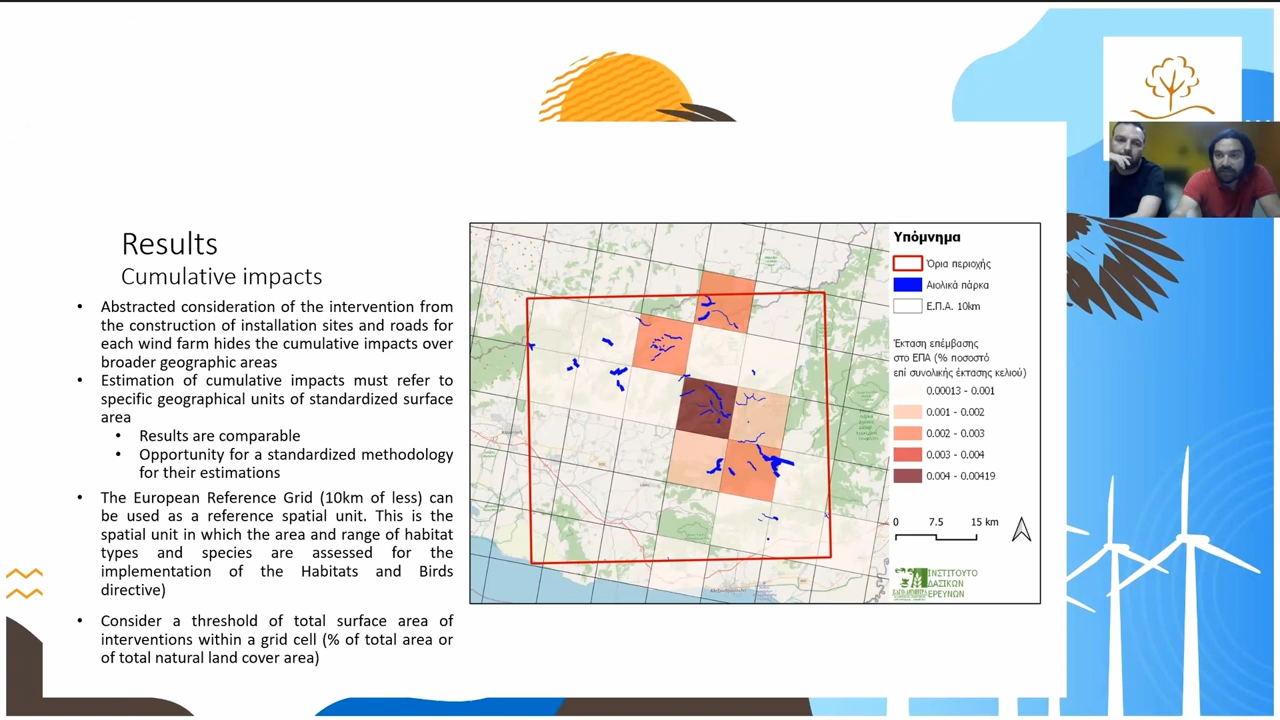 Results
Cumulative impacts
• Abstracted consideration of the intervention from
the construction of installation sites and roads for
each wind farm hides the cumulative impacts over
broader geographic areas
• Estimation of cumulative impacts must refer to
specific geographical units of standardized surface
area
• Results are comparable
• Opportunity for a standardized methodology
for their estimations
• The European Reference Grid (10km of less) can
be used as a reference spatial unit. This is the
spatial unit in which the area and range of habitat
types and species are assessed for the
implementation of the Habitats and Birds
directive)
• Consider a threshold of total surface area of
interventions within a grid cell (% of total area or
of total natural land cover area)
Υπόμνημα
Όρια περιοχής
Αιολικά πάρκα
Ε.Π.Α. 10km
Έκταση επέμβασης
στο ΕΠΑ (% ποσοστό
επί συνολικής έκτασης κελιού)
0.00013 - 0.001
0.001 - 0.002
0.002 - 0.003
0.003 - 0.004
0.004 - 0.00419
0 7.5 15 km
ΙΝΣΤΙΤΟΥΤΟ
ΔΑΣΙΚΩΝ
ΕΡΕΥΝΩΝ